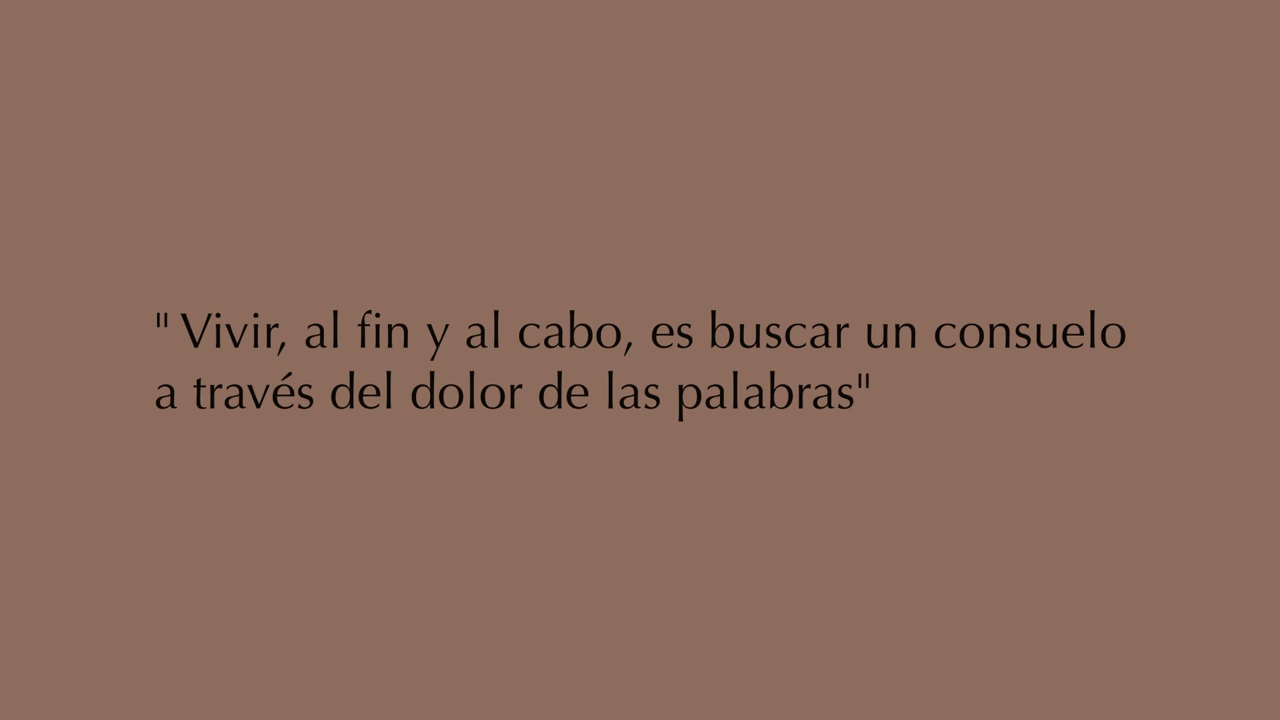 " Vivir, al fin y al cabo, es buscar un consuelo
a través del dolor de las palabras"